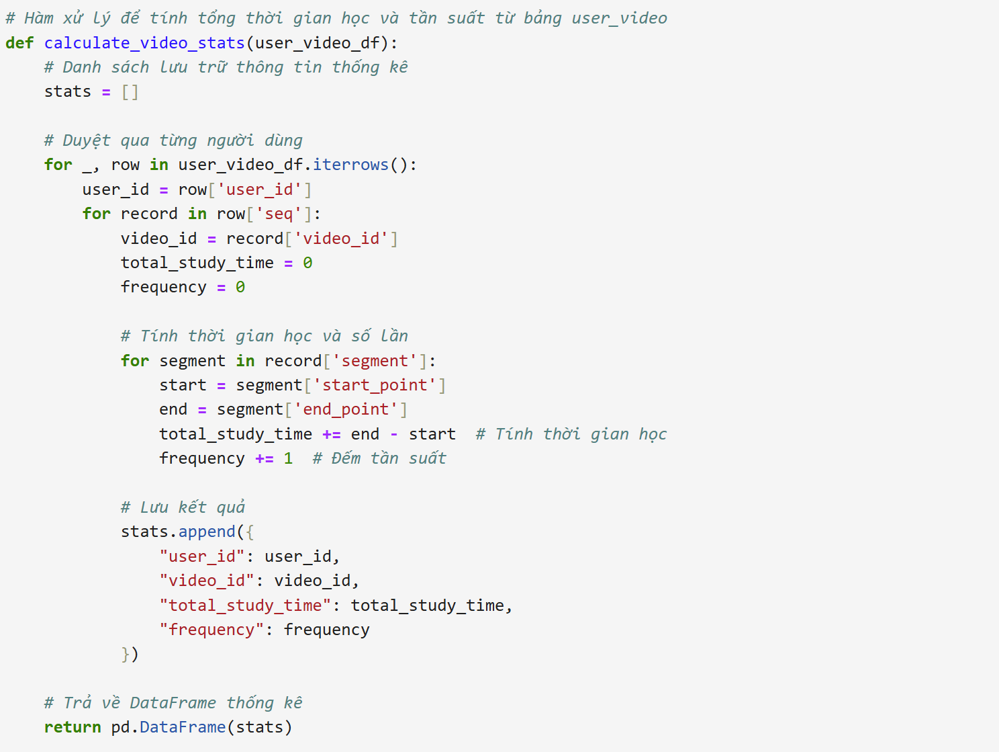 # Hàm xử lý để tính tổng thời gian học và tần suất từ bảng user_video
def calculate_video_stats(user_video_df):
    # Danh sách lưu trữ thông tin thống kê
    stats = []

    # Duyệt qua từng người dùng
    for _, row in user_video_df.iterrows():
        user_id = row['user_id']
        for record in row['seq']:
            video_id = record['video_id']
            total_study_time = 0
            frequency = 0

            # Tính thời gian học và số lần
            for segment in record['segment']:
                start = segment['start_point']
                end = segment['end_point']
                total_study_time += end - start  # Tính thời gian học
                frequency += 1  # Đếm tần suất

            # Lưu kết quả
            stats.append({
                "user_id": user_id,
                "video_id": video_id,
                "total_study_time": total_study_time,
                "frequency": frequency
            })

    # Trả về DataFrame thống kê
    return pd.DataFrame(stats)